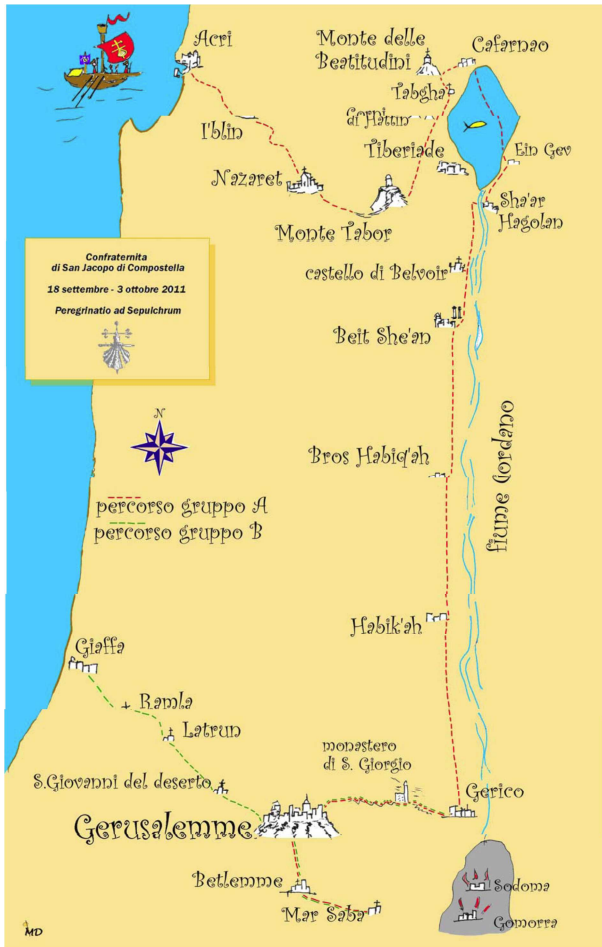 Acri
Monte delle
Beatitudini
Cafarnao
Tabgha
I'blin
Tiberiade
Ein Gev
Nazaret
Sha'ar
Hagolan
Monte Tabor
Confraternita
di San Jacopo di Compostella
18 settembre - 3 ottobre 2011
Peregrinatio ad Sepulchrum
castello di Belvoir
Beit She'an
N
Bros Habiq'ah
fiume Giordano
percorso gruppo A
percorso gruppo B
Habik'ah
Giaffa
Ramla
Latrun
monastero
di S. Giorgio
S.Giovanni del deserto
Gerico
Gerusalemme
Betlemme
Sodoma
Mar Saba
Gomorra
MD